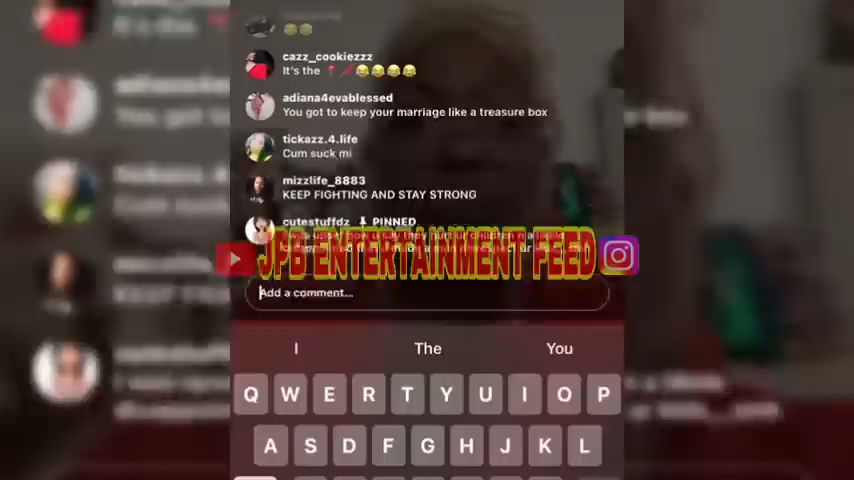 cazz_cookiezzz
It's the 📍📌😂😂😂😂
adiana4evablessed
You got to keep your marriage like a treasure box
tickazz.4.life
Cum suck mi
mizzlife_8883
KEEP FIGHTING AND STAY STRONG
cutestuffdz PINNED
JPB ENTERTAINMENT FEED
Add a comment...
I The You
Q W E R T Y U I O P
A S D F G H J K L